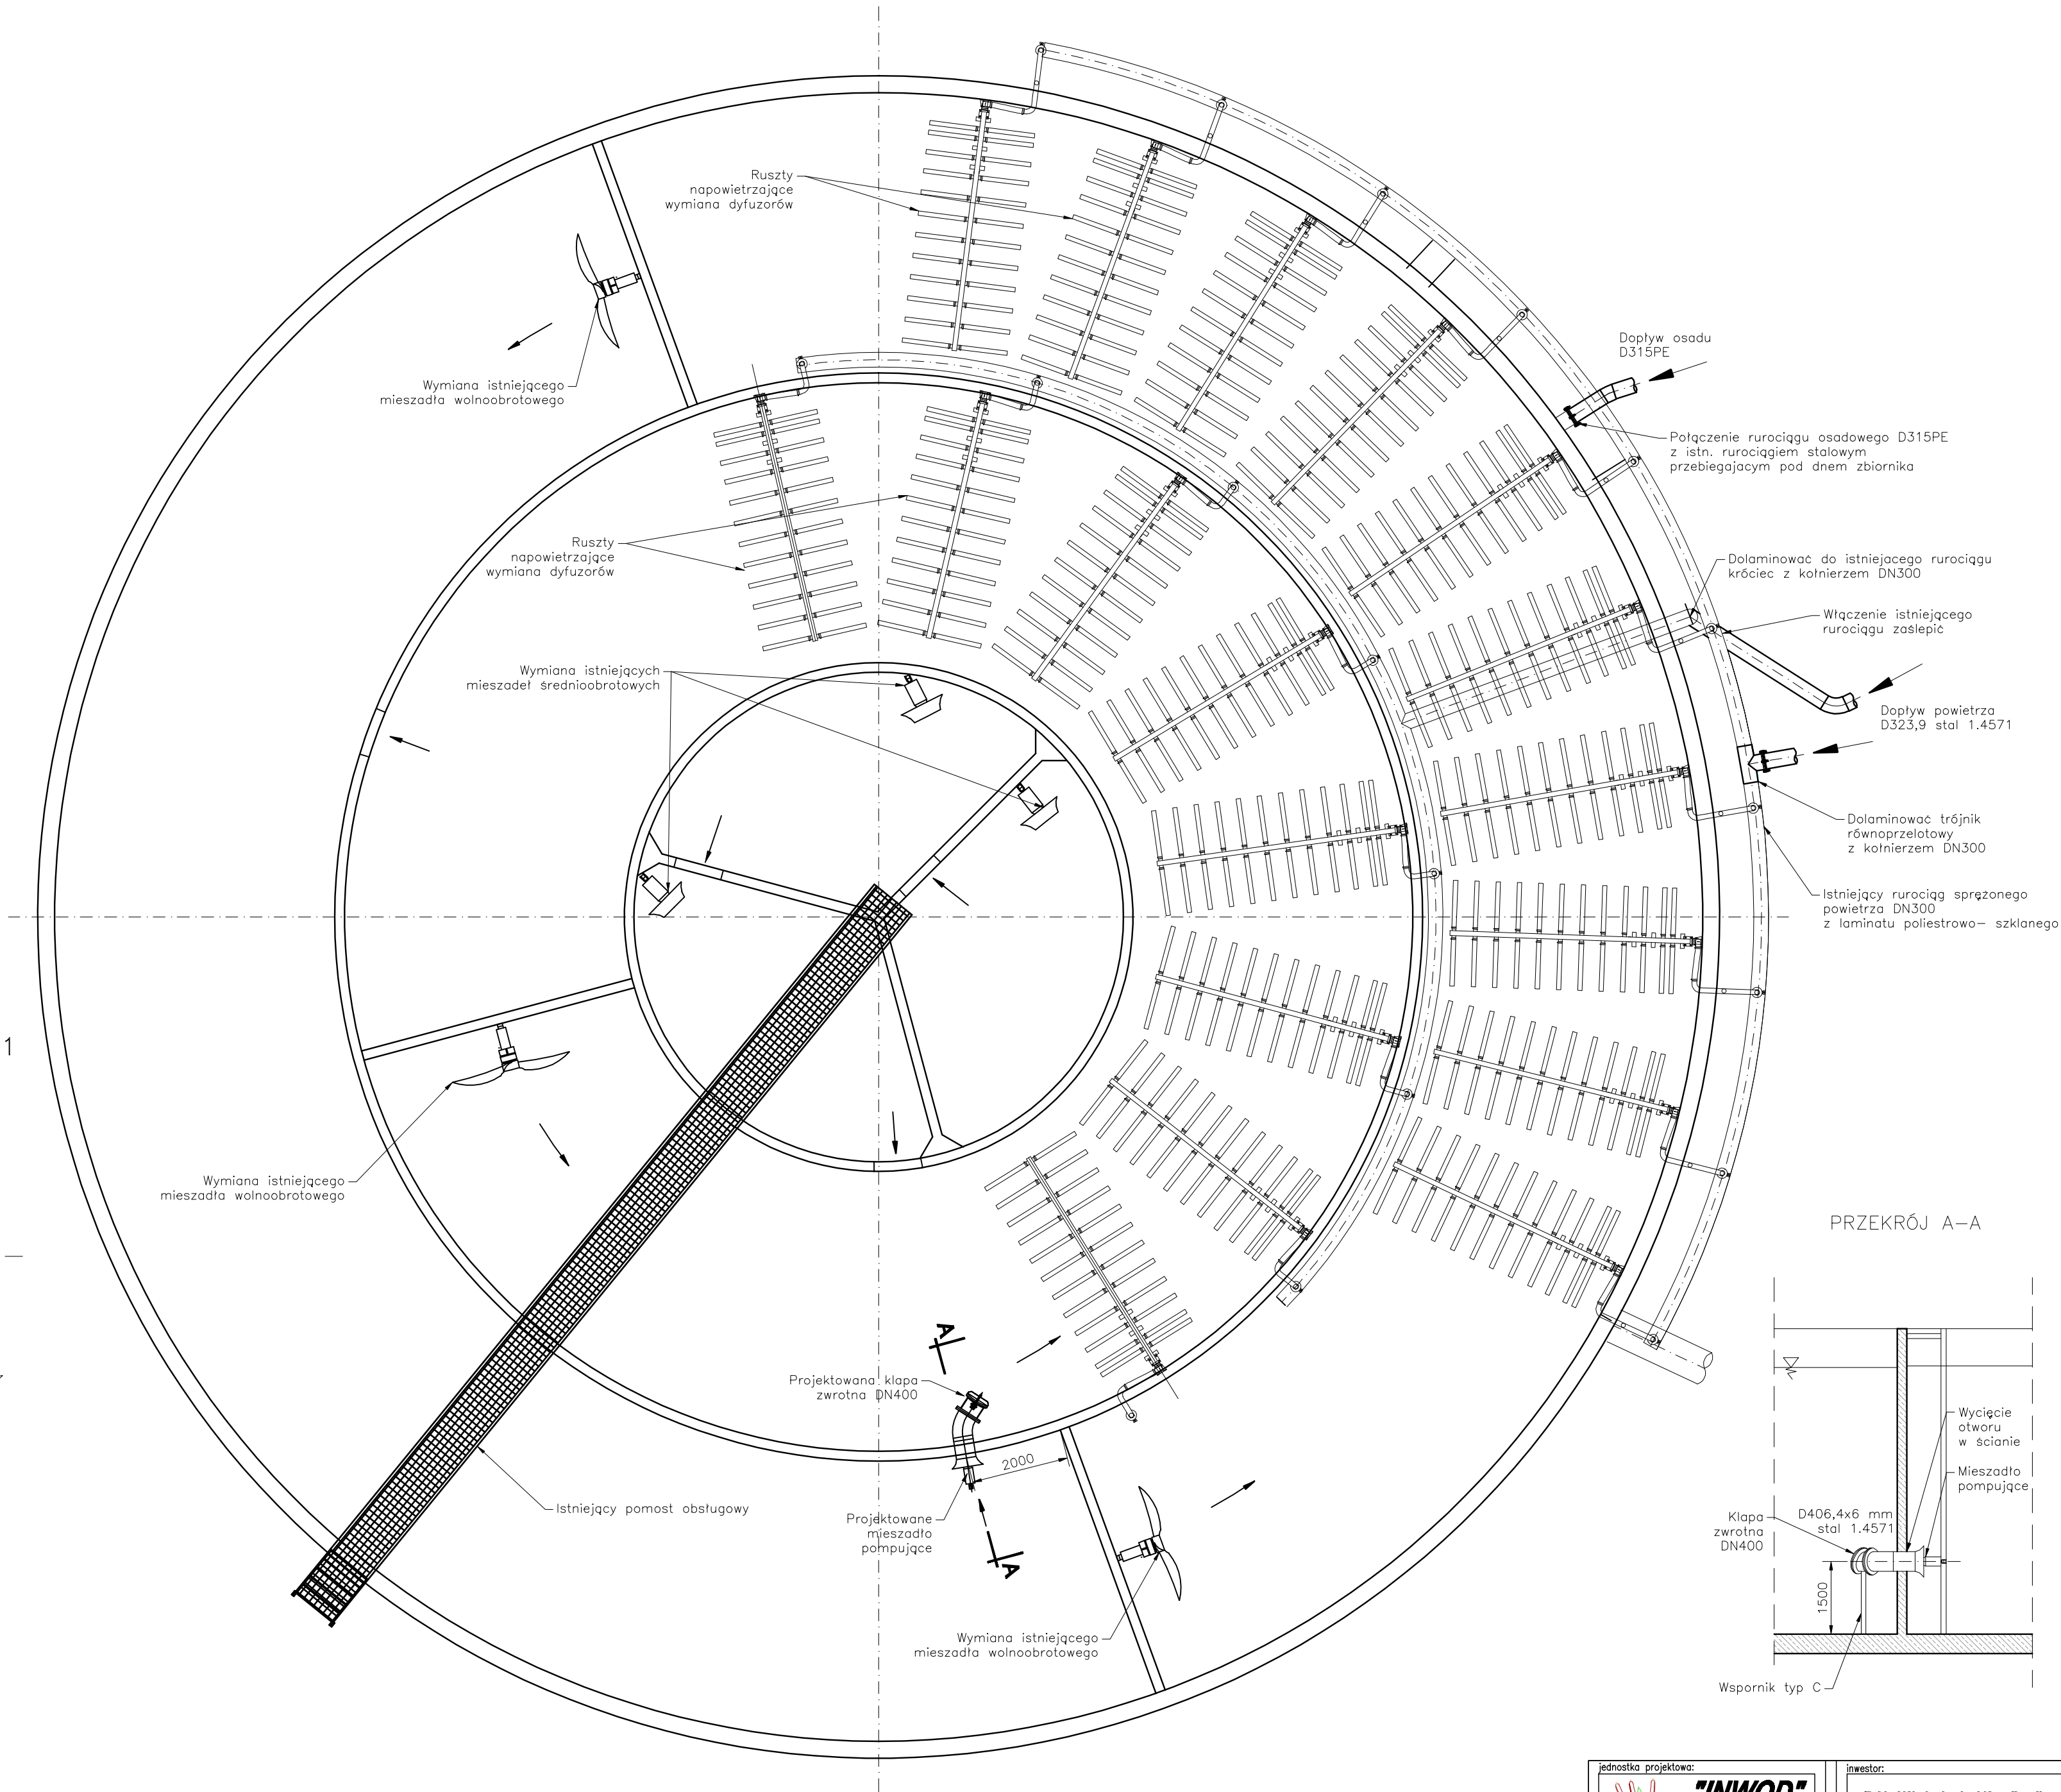 Ruszty
napowietrzające
wymiana dyfuzorów
Wymiana istniejącego
mieszadła wolnoobrotowego
Ruszty
napowietrzające
wymiana dyfuzorów
Wymiana istniejących
mieszadeł średnioobrotowych
Dopływ osadu
D315PE
Połączenie rurociągu osadowego D315PE
z istn. rurociągiem stalowym
przebiegajacym pod dnem zbiornika
Dolaminować do istniejacego rurociągu
króciec z kołnierzem DN300
Włączenie istniejącego
rurociągu zaślepić
Dopływ powietrza
D323,9 stal 1.4571
Dolaminować trójnik
równoprzelotowy
z kołnierzem DN300
Istniejący rurociąg sprężonego
powietrza DN300
z laminatu poliestrowo- szklanego
1
Wymiana istniejącego
mieszadła wolnoobrotowego
PRZEKRÓJ A-A
A
Projektowana klapa
zwrotna DN400
2000
Istniejący pomost obsługowy
Projektowane
mieszadło
pompujące
A
Wymiana istniejącego
mieszadła wolnoobrotowego
Wycięcie
otworu
w ścianie
Mieszadło
pompujące
Klapa
zwrotna
DN400
D406,4x6 mm
stal 1.4571
1500
Wspornik typ C
jednostka projektowa:
"INWOD"
inwestor: